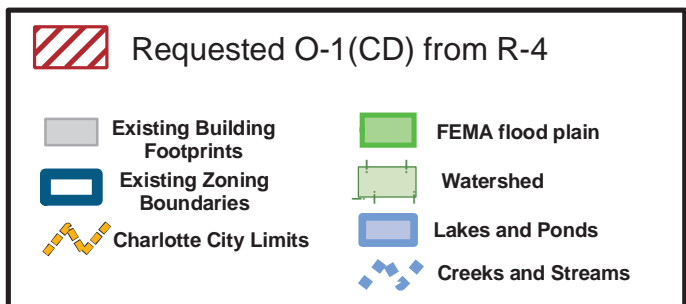 Requested O-1(CD) from R-4
Existing Building
Footprints
Existing Zoning
Boundaries
Charlotte City Limits
FEMA flood plain
Watershed
Lakes and Ponds
Creeks and Streams